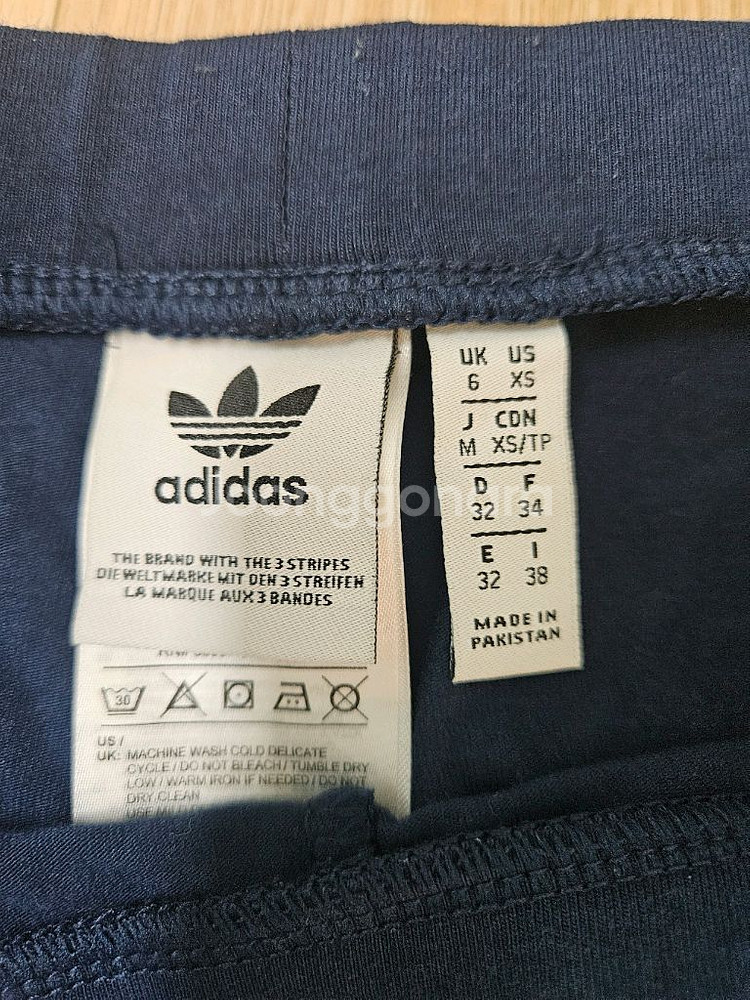 adidas
THE BRAND WITH THE 3 STRIPES
DIE WELTMARKE MIT DEN 3 STREIFEN
LA MARQUE AUX 3 BANDES
30
US /
UK: MACHINE WASH COLD DELICATE
CYCLE / DO NOT BLEACH / TUMBLE DRY
LOW / WARM IRON IF NEEDED / DO NOT
DRY CLEAN
UK US
6 XS
J CDN
M XS/TP
D F
32 34
E I
32 38
MADE IN
PAKISTAN